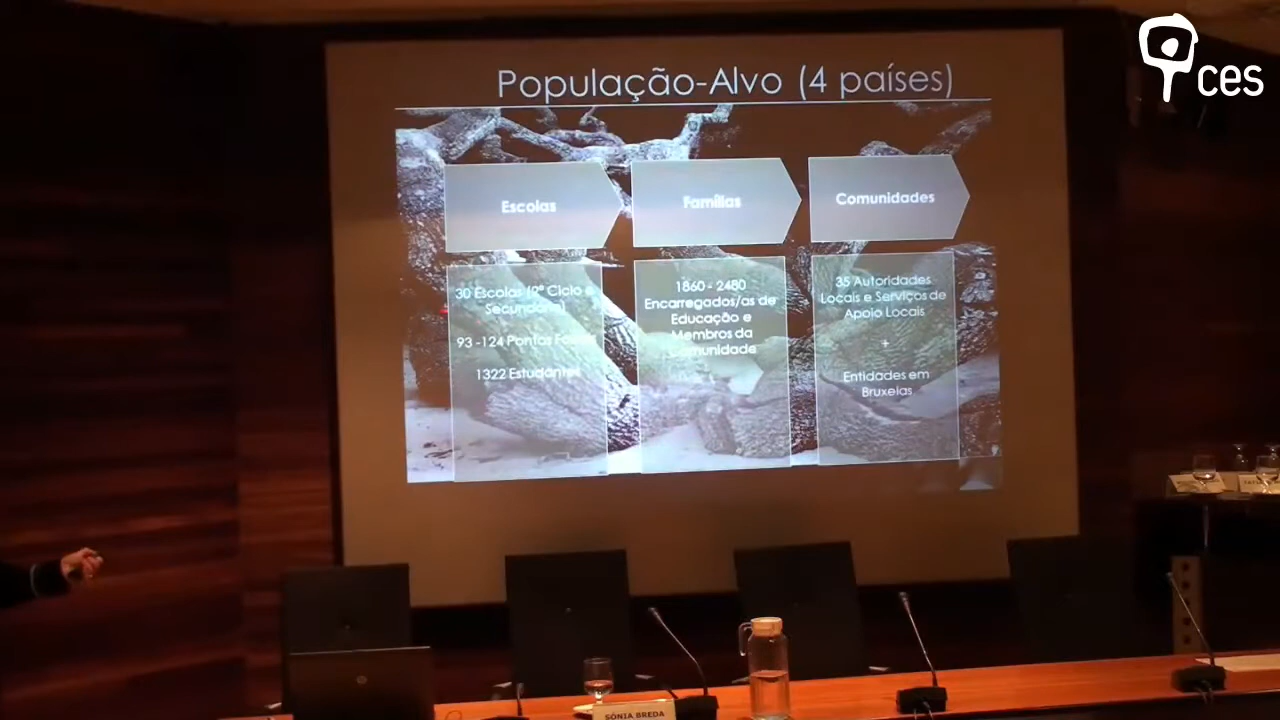 ces
População-Alvo (4 países)
Escolas
Famílias
Comunidades
30 Escolas (2º Ciclo e
Secundário)
93 -124 Pontos
1322 Estudantes
1860 - 2480
Encarregados/as de
Educação e
Membros da
Comunidade
35 Autoridades
Locais e Serviços de
Apoio Locais
+
Entidades em
Bruxelas
SÓNIA BREDA